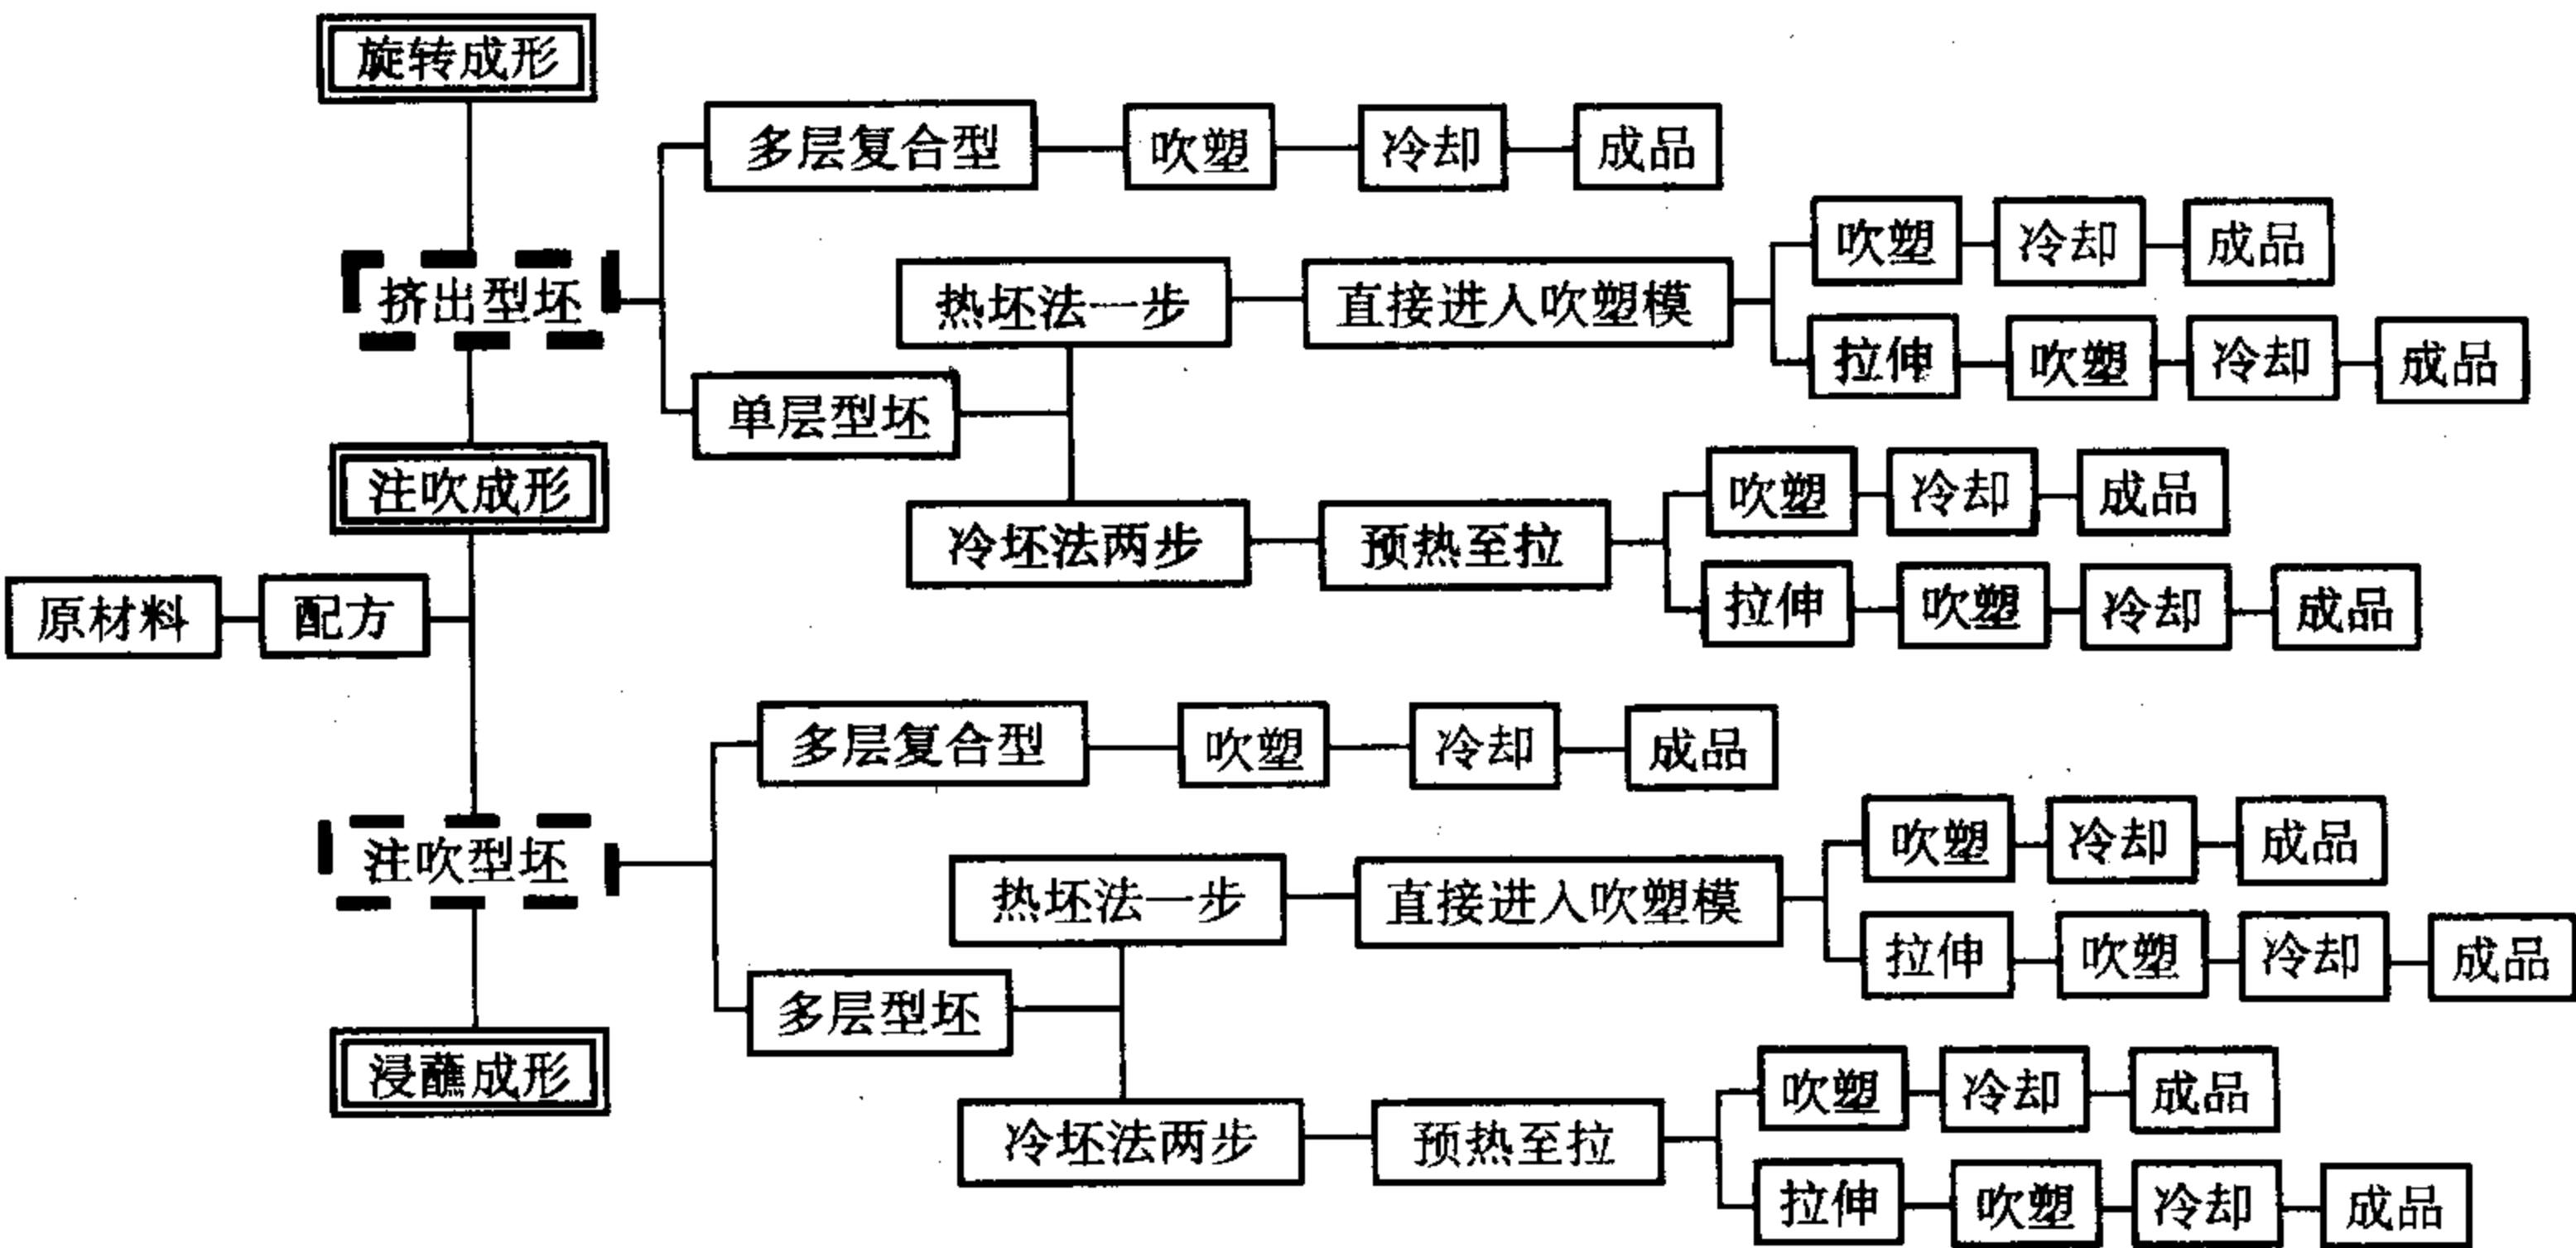 旋转成形
多层复合型 吹塑 冷却 成品
吹塑 冷却 成品
挤出型坯 热坯法一步 直接进入吹塑模
拉伸 吹塑 冷却 成品
单层型坯
注吹成形 吹塑 冷却 成品
冷坯法两步 预热至拉
原材料 配方 拉伸 吹塑 冷却 成品
多层复合型 吹塑 冷却 成品
注吹型坯 吹塑 冷却 成品
热坯法一步 直接进入吹塑模
拉伸 吹塑 冷却 成品
多层型坯
浸蘸成形 吹塑 冷却 成品
冷坯法两步 预热至拉
拉伸 吹塑 冷却 成品